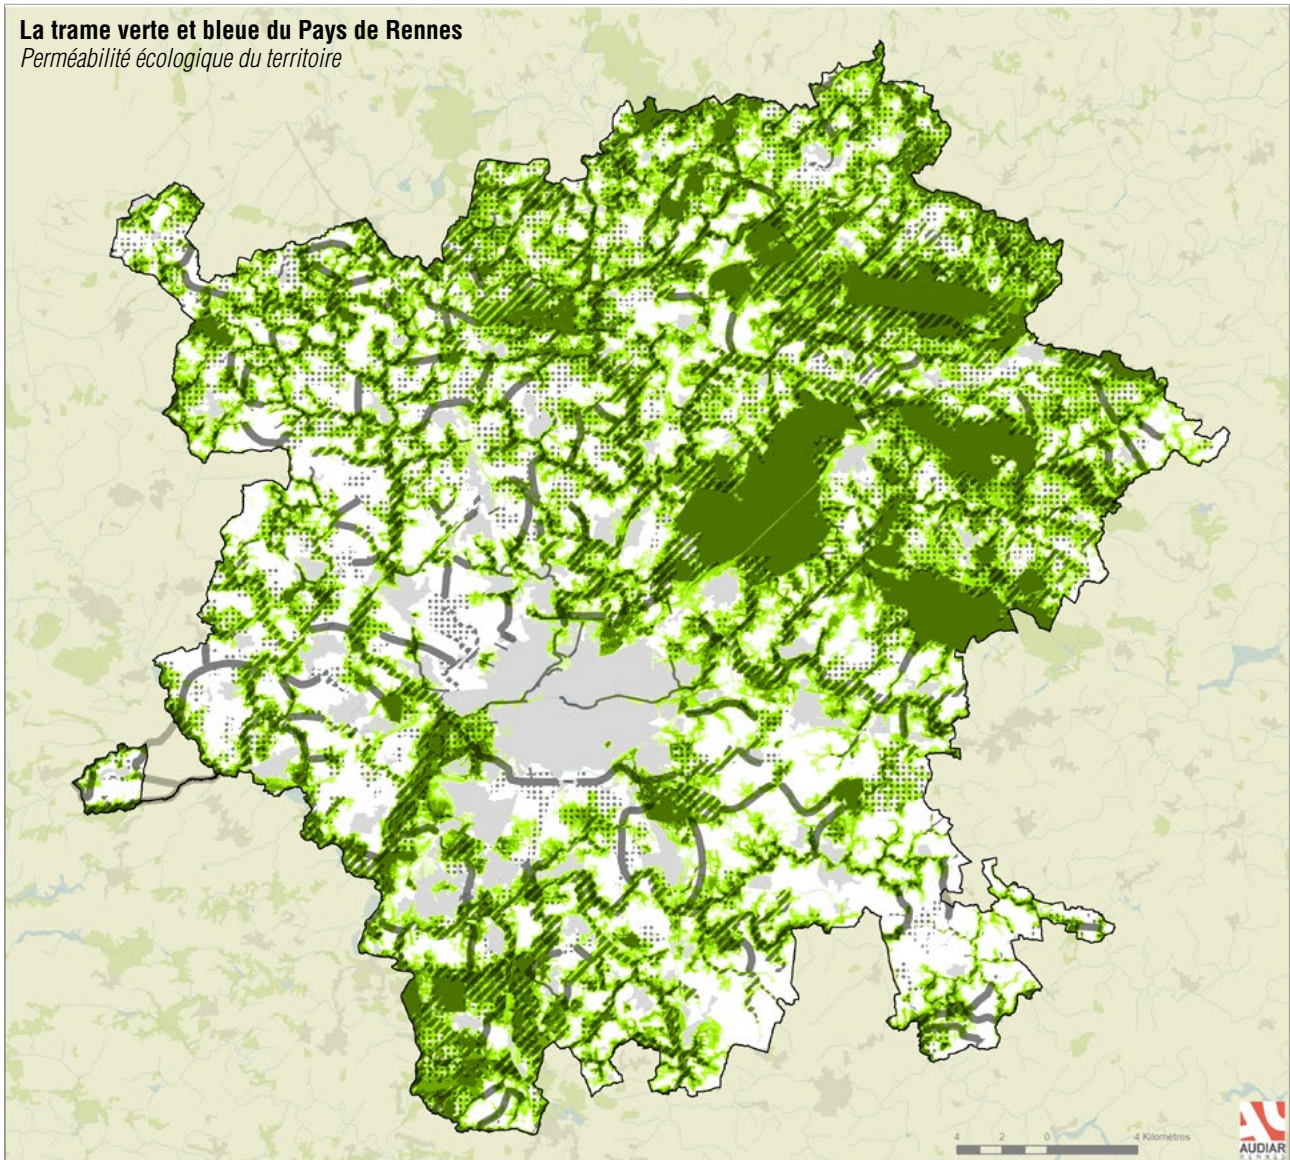 La trame verte et bleue du Pays de Rennes
Perméabilité écologique du territoire
4 2 0 4 Kilomètres
AUDIAR
RENNES